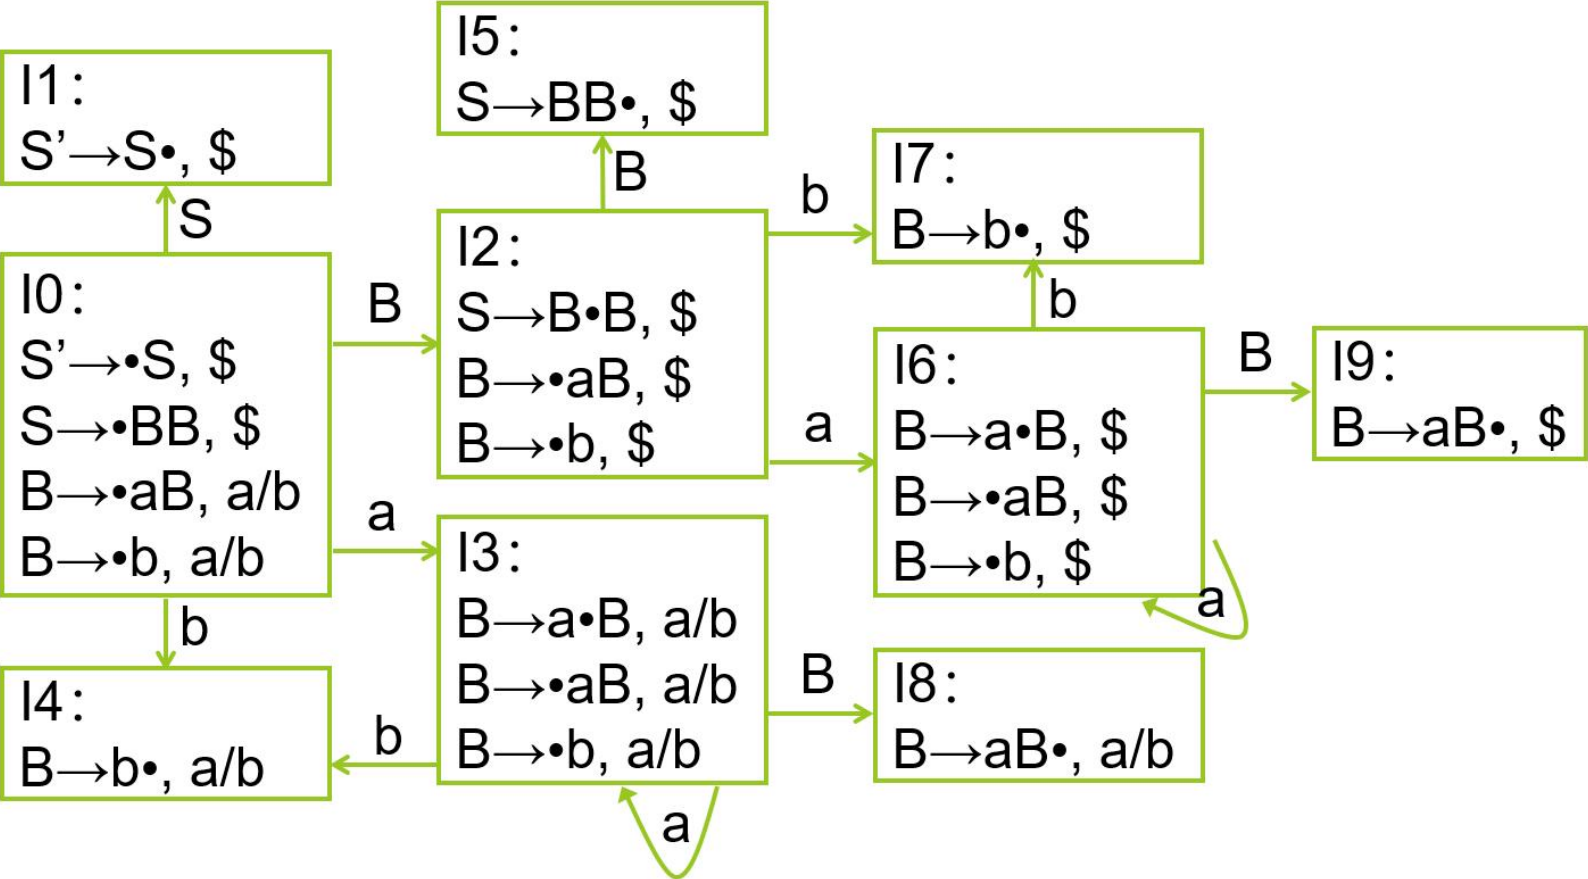 I5:
S→BB•, $
I1:
S’→S•, $
I7:
B→b•, $
B
b
S
I2:
S→B•B, $
B→•aB, $
B→•b, $
I0:
S’→•S, $
S→•BB, $
B→•aB, a/b
B→•b, a/b
B
b
I6:
B→a•B, $
B→•aB, $
B→•b, $
B
I9:
B→aB•, $
a
a
I3:
B→a•B, a/b
B→•aB, a/b
B→•b, a/b
a
b
B
I8:
B→aB•, a/b
I4:
B→b•, a/b
b
a